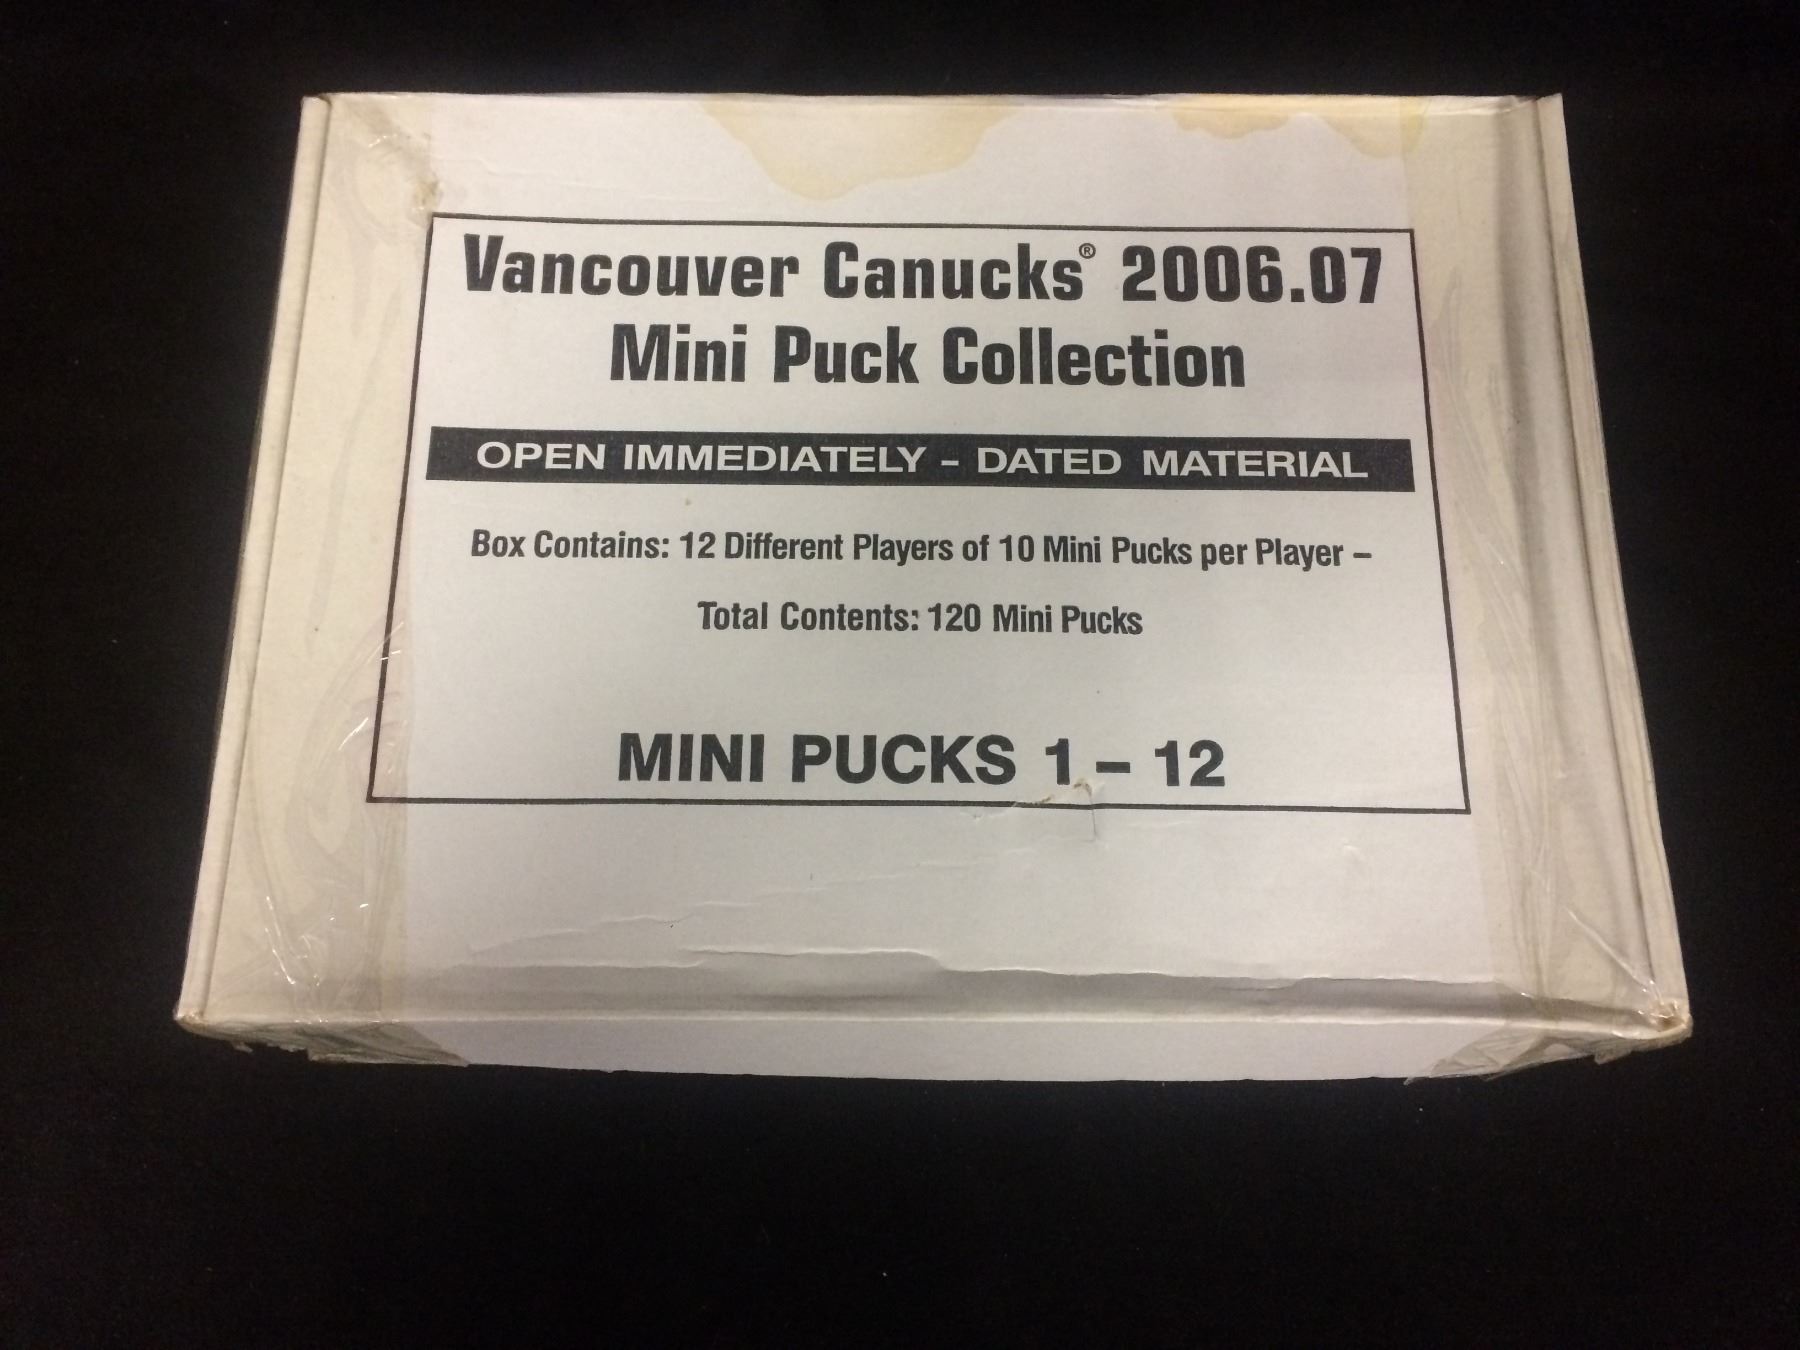 Vancouver Canucks® 2006.07
Mini Puck Collection
OPEN IMMEDIATELY – DATED MATERIAL
Box Contains: 12 Different Players of 10 Mini Pucks per Player –
Total Contents: 120 Mini Pucks
MINI PUCKS 1 – 12